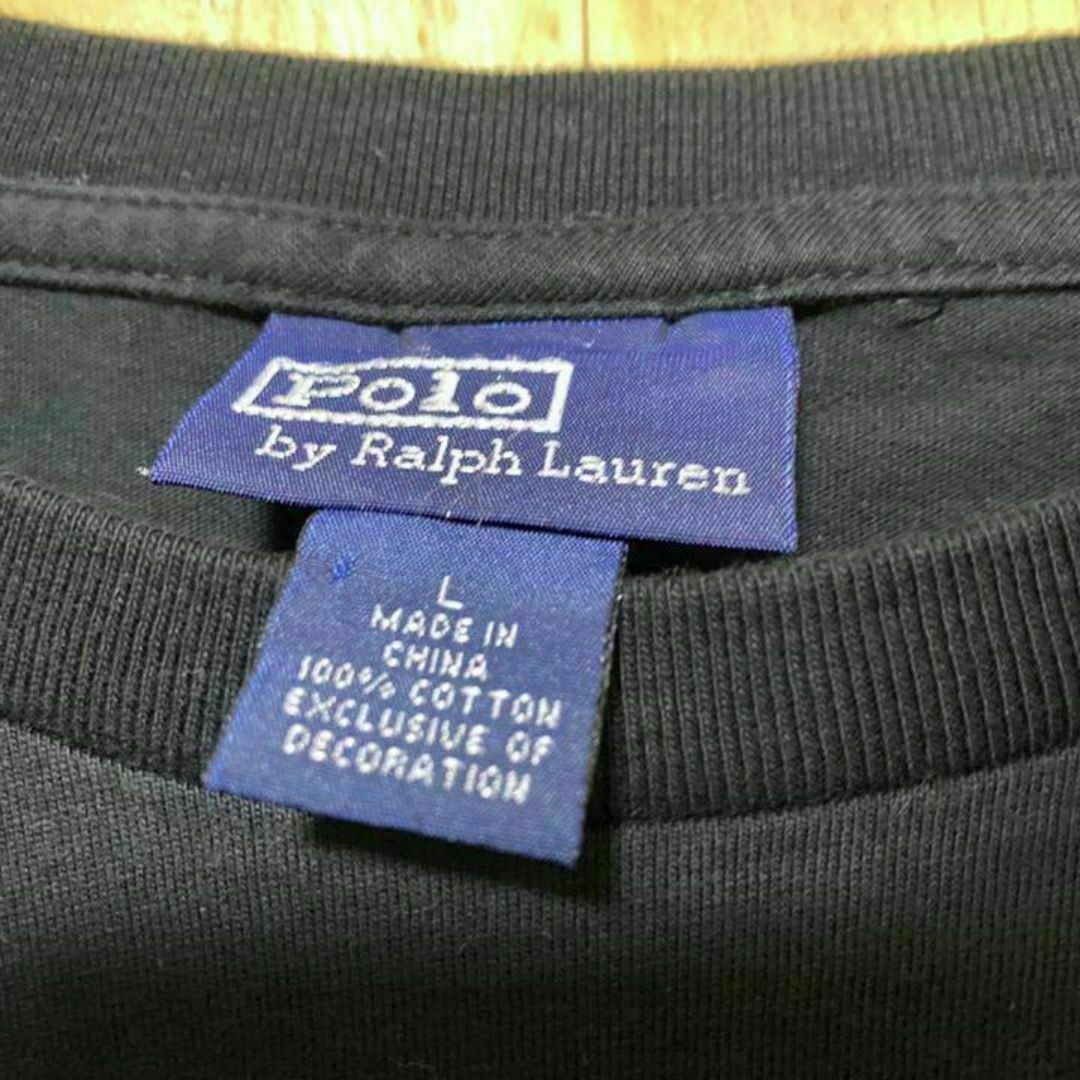 Polo
by Ralph Lauren
L
MADE IN
CHINA
100% COTTON
EXCLUSIVE OF
DECORATION